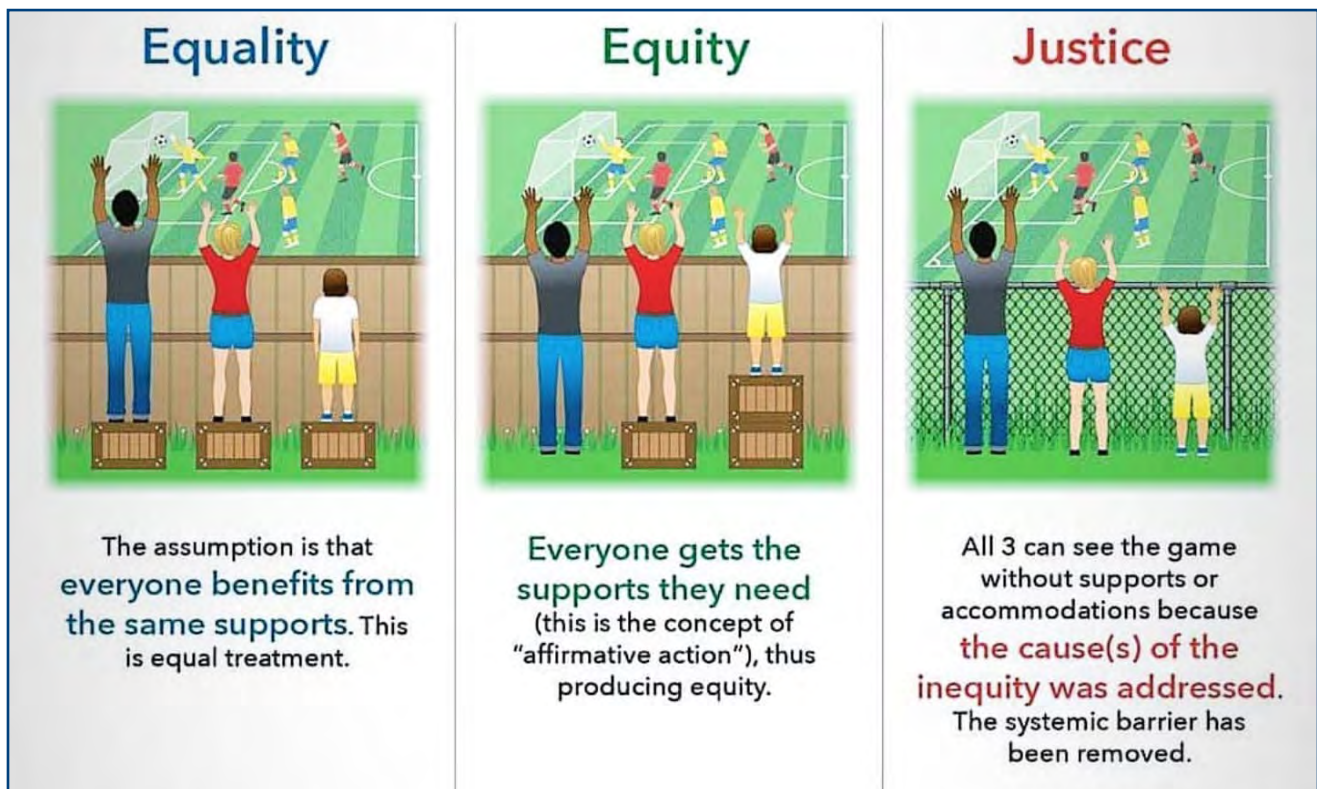 Equality
The assumption is that
everyone benefits from
the same supports. This
is equal treatment.
Equity
Everyone gets the
supports they need
(this is the concept of
“affirmative action”), thus
producing equity.
Justice
All 3 can see the game
without supports or
accommodations because
the cause(s) of the
inequity was addressed.
The systemic barrier has
been removed.